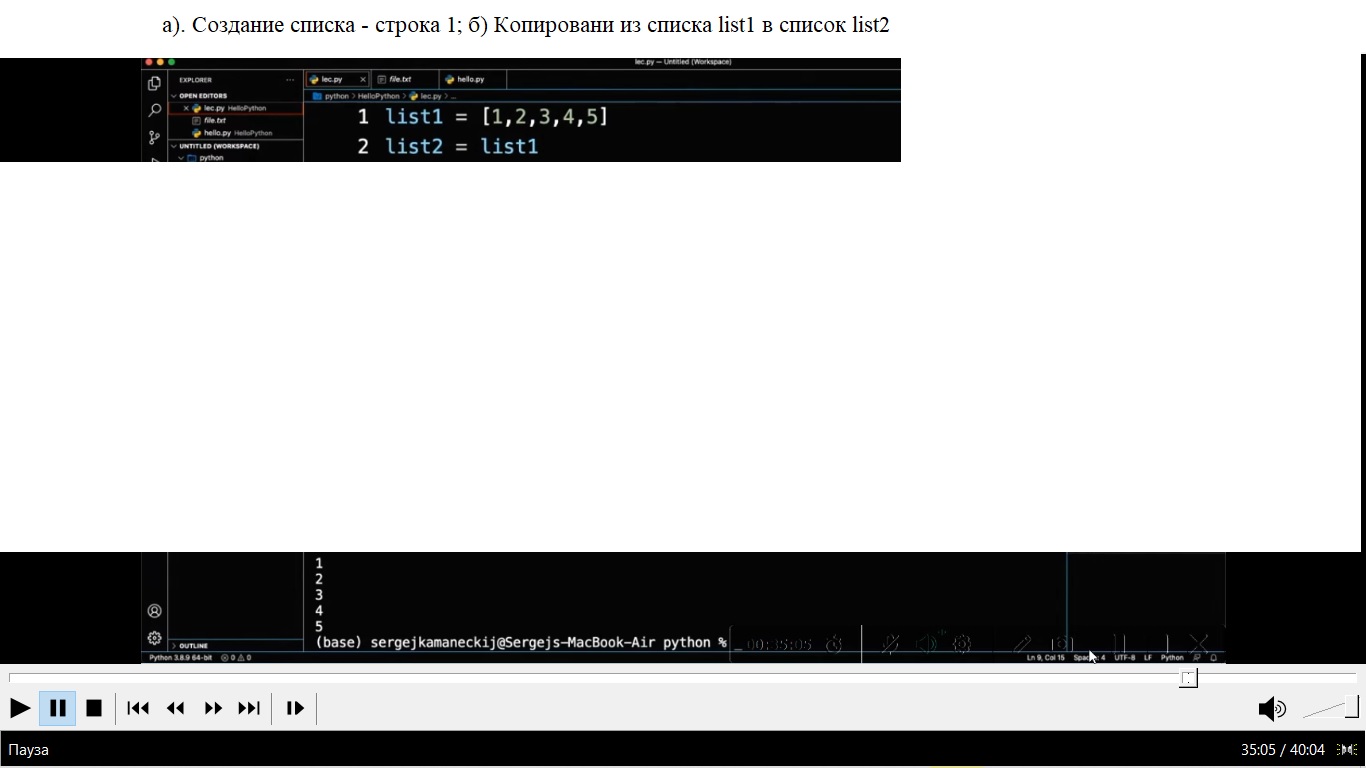 а). Создание списка - строка 1; б) Копировани из списка list1 в список list2
lec.py — Untitled (Workspace)
EXPLORER ... lec.py × file.txt hello.py
OPEN EDITORS python > HelloPython > lec.py > ...
× lec.py HelloPython
file.txt
hello.py HelloPython
UNTITLED (WORKSPACE)
python
1 list1 = [1,2,3,4,5]
2 list2 = list1
1
2
3
4
5
(base) sergejkamaneckij@Sergejs-MacBook-Air python % _ 00:35:05
OUTLINE
Python 3.8.9 64-bit 0 0 Ln 9, Col 15 Spaces: 4 UTF-8 LF Python
Пауза 35:05 / 40:04